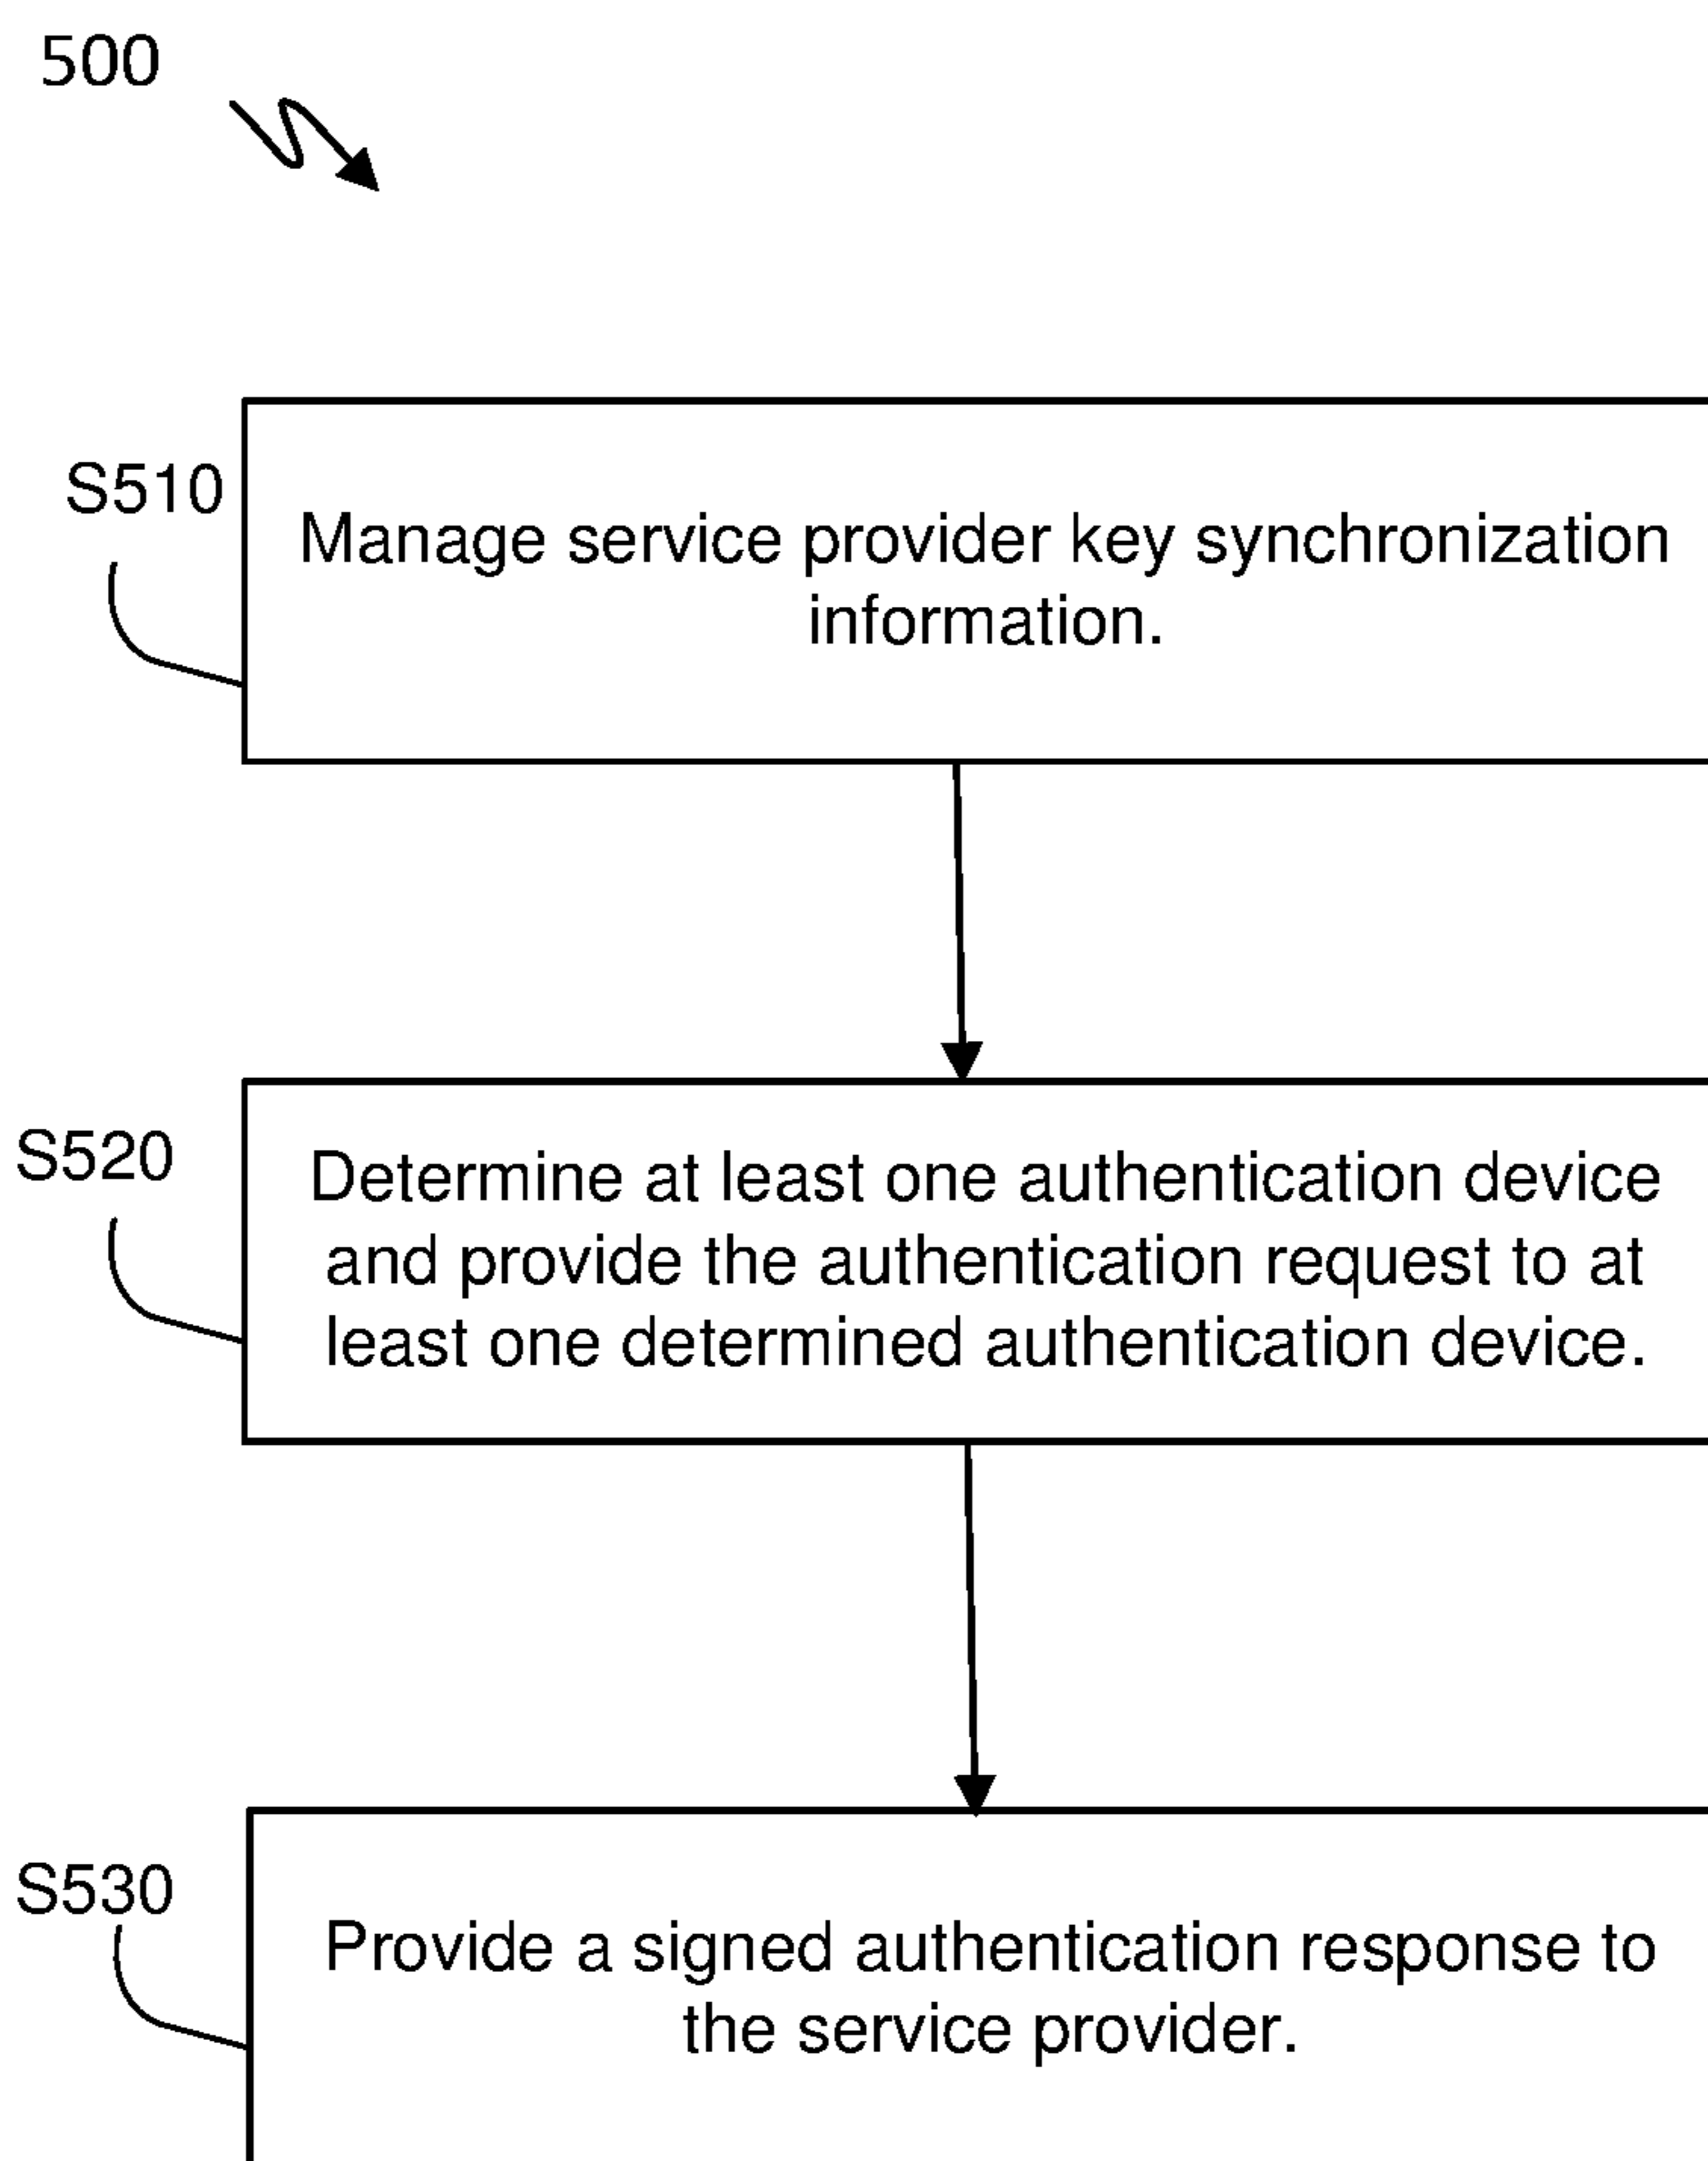 500
S510
Manage service provider key synchronization
information.
S520
Determine at least one authentication device
and provide the authentication request to at
least one determined authentication device.
S530
Provide a signed authentication response to
the service provider.